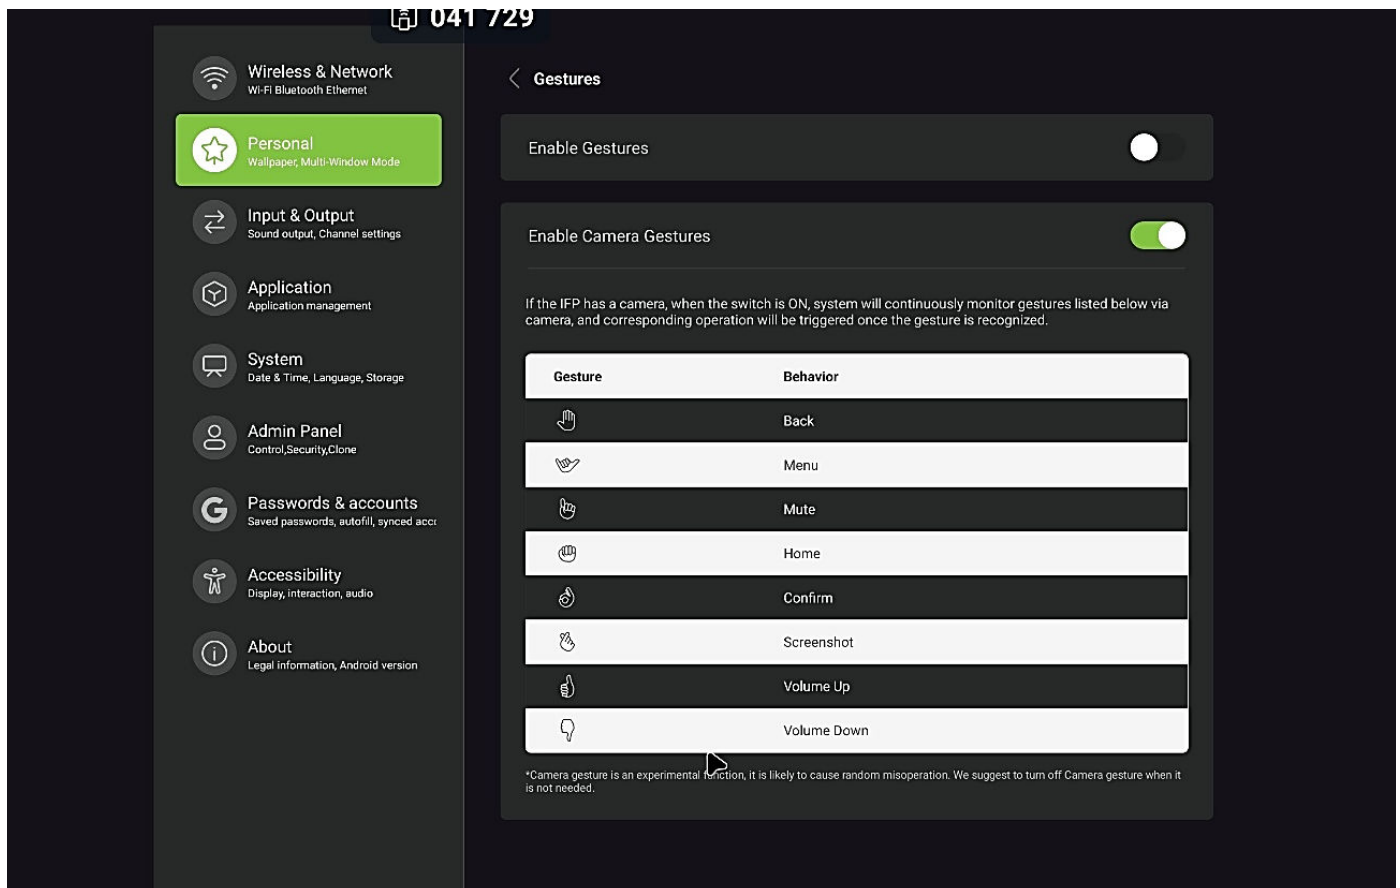 041 729
Wireless & Network
Wi-Fi Bluetooth Ethernet
Personal
Wallpaper, Multi-Window Mode
Input & Output
Sound output, Channel settings
Application
Application management
System
Date & Time, Language, Storage
Admin Panel
Control,Security,Clone
Passwords & accounts
Saved passwords, autofill, synced acc
Accessibility
Display, interaction, audio
About
Legal information, Android version
Gestures
Enable Gestures
Enable Camera Gestures
If the IFP has a camera, when the switch is ON, system will continuously monitor gestures listed below via
camera, and corresponding operation will be triggered once the gesture is recognized.
Gesture Behavior
Back
Menu
Mute
Home
Confirm
Screenshot
Volume Up
Volume Down
*Camera gesture is an experimental function, it is likely to cause random misoperation. We suggest to turn off Camera gesture when it
is not needed.